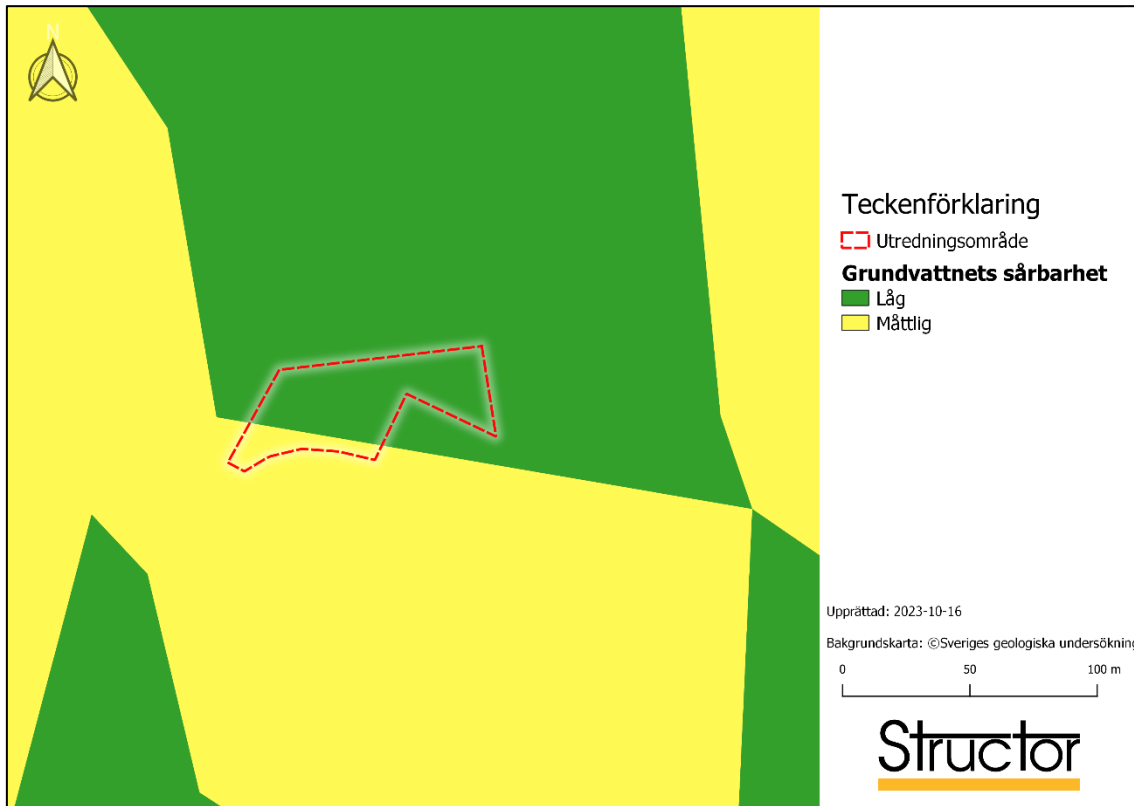 N
Teckenförklaring
Utredningsområde
Grundvattnets sårbarhet
Låg
Måttlig
Upprättad: 2023-10-16
Bakgrundskarta: ©Sveriges geologiska undersökning
0 50 100 m
Structor